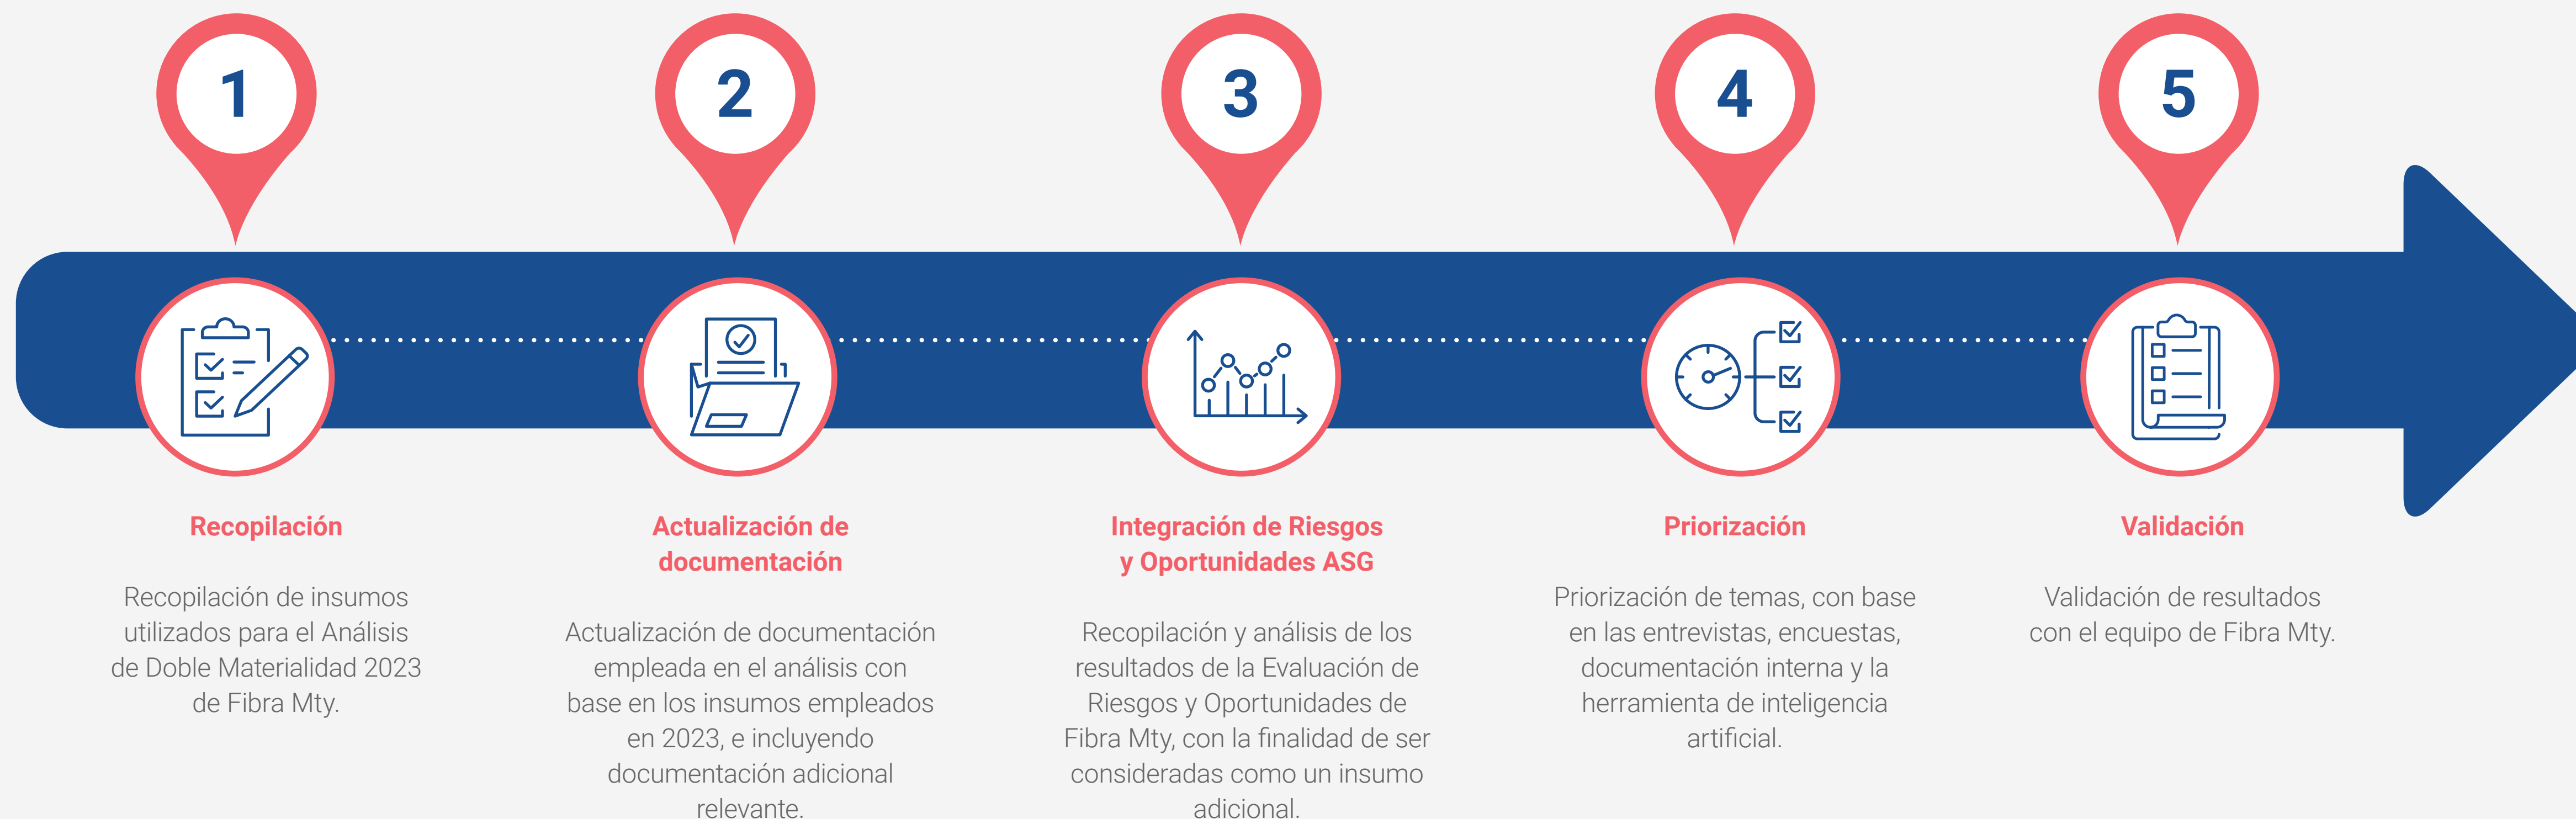 1
2
3
4
5
Recopilación
Recopilación de insumos
utilizados para el Análisis
de Doble Materialidad 2023
de Fibra Mty.
Actualización de
documentación
Actualización de documentación
empleada en el análisis con
base en los insumos empleados
en 2023, e incluyendo
documentación adicional
relevante.
Integración de Riesgos
y Oportunidades ASG
Recopilación y análisis de los
resultados de la Evaluación de
Riesgos y Oportunidades de
Fibra Mty, con la finalidad de ser
consideradas como un insumo
adicional.
Priorización
Priorización de temas, con base
en las entrevistas, encuestas,
documentación interna y la
herramienta de inteligencia
artificial.
Validación
Validación de resultados
con el equipo de Fibra Mty.